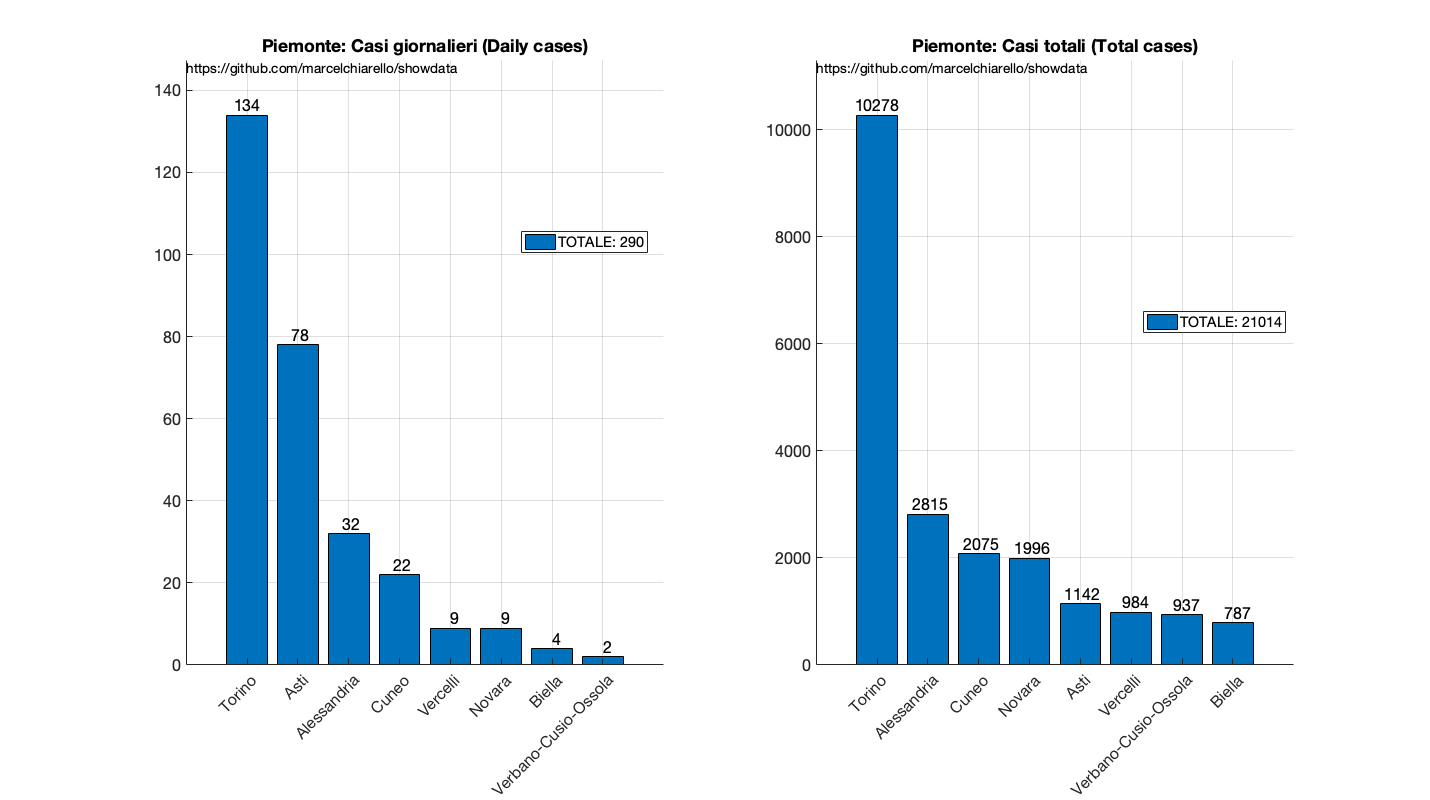 Piemonte: Casi giornalieri (Daily cases)
https://github.com/marcelchiarello/showdata
140
120
100
80
60
40
20
0
134
78
32
22
9
9
4
2
TOTALE: 290
Torino
Asti
Alessandria
Cuneo
Vercelli
Novara
Biella
Verbano-Cusio-Ossola
Piemonte: Casi totali (Total cases)
https://github.com/marcelchiarello/showdata
10000
8000
6000
4000
2000
0
10278
2815
2075
1996
1142
984
937
787
TOTALE: 21014
Torino
Alessandria
Cuneo
Novara
Asti
Vercelli
Verbano-Cusio-Ossola
Biella